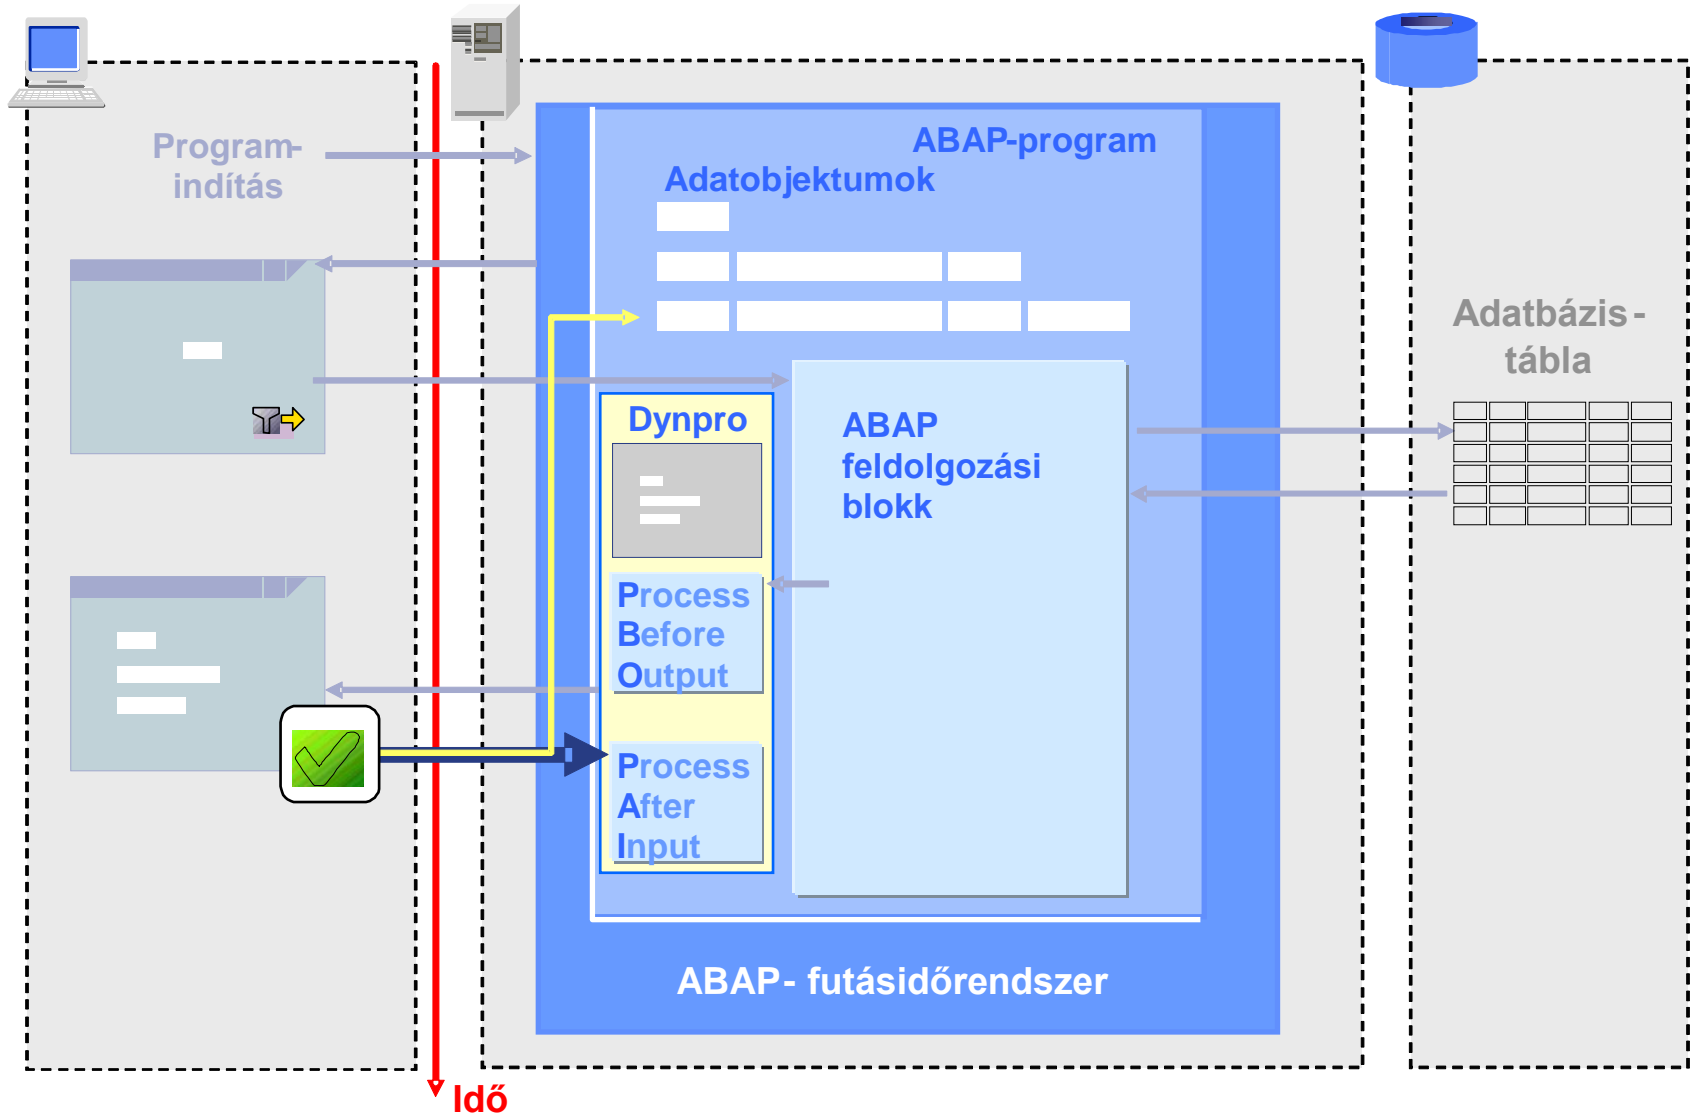 Program-
indítás
ABAP-program
Adatobjektumok
Dynpro
ABAP
feldolgozási
blokk
Process
Before
Output
Process
After
Input
ABAP- futásidőrendszer
Adatbázis-
tábla
Idő